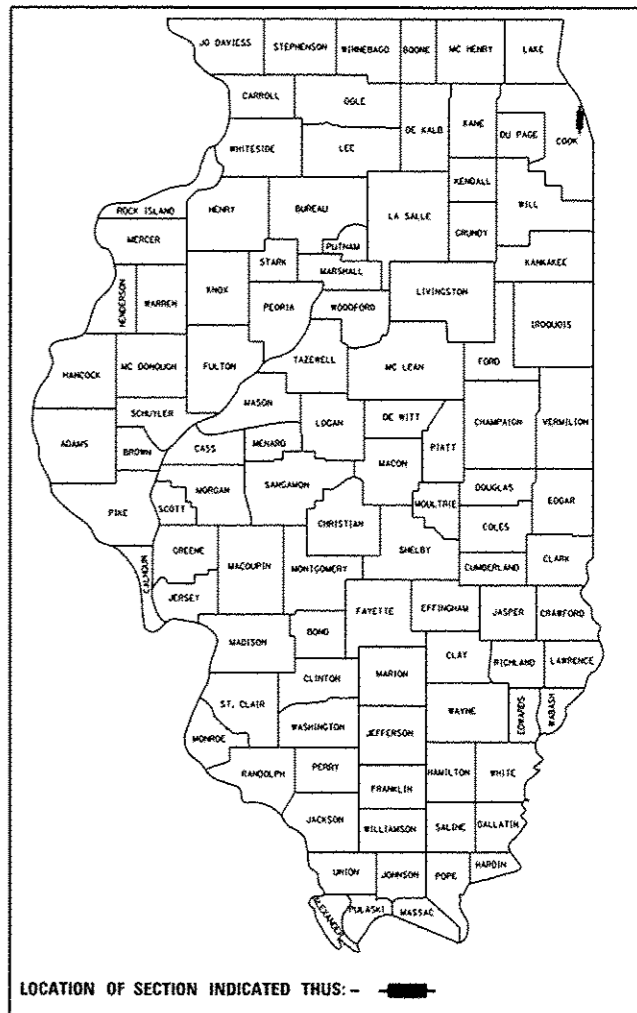 JO DAVIESS STEPHENSON WINNEBAGO BOONE MC HENRY LAKE
CARROLL OGLE DE KALB KANE DU PAGE COOK
WHITESIDE LEE
KENDALL WILL
ROCK ISLAND HENRY BUREAU LA SALLE GRUNDY
MERCER PUTNAM
STARK MARSHALL KANKAKEE
HENDERSON WARREN KNOX PEORIA WOODFORD LIVINGSTON IROQUOIS
HANCOCK MC DONOUGH FULTON TAZEWELL MC LEAN FORD
MASON
SCHUYLER LOGAN DE WITT CHAMPAIGN VERMILION
ADAMS BROWN CASS MENARD PIATT
MACON
MORGAN SANGAMON DOUGLAS EDGAR
PIKE SCOTT CHRISTIAN MOULTRIE
COLES
GREENE MACOUPIN MONTGOMERY SHELBY
CALHOUN CUMBERLAND CLARK
JERSEY
FAYETTE EFFINGHAM JASPER CRAWFORD
MADISON BOND
CLAY RICHLAND LAWRENCE
CLINTON MARION
ST. CLAIR WAYNE EDWARDS WABASH
WASHINGTON JEFFERSON
MONROE
RANDOLPH PERRY HAMILTON WHITE
FRANKLIN
JACKSON WILLIAMSON SALINE GALLATIN
UNION JOHNSON POPE HARDIN
ALEXANDER PULASKI MASSAC
LOCATION OF SECTION INDICATED THUS: -